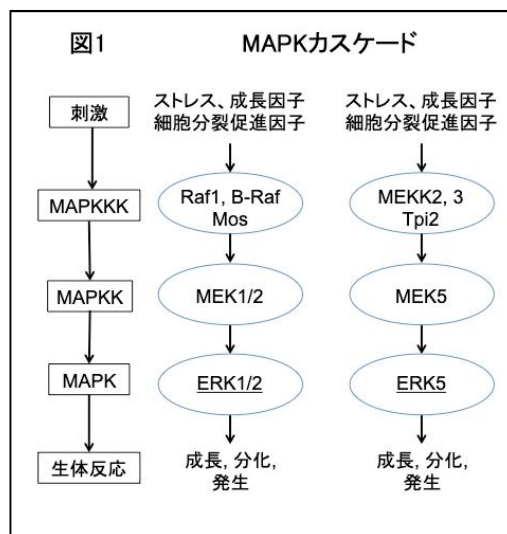 図1
MAPKカスケード
刺激
MAPKKK
MAPKK
MAPK
生体反応
ストレス、成長因子
細胞分裂促進因子
Raf1, B-Raf
Mos
MEK1/2
ERK1/2
成長, 分化,
発生
ストレス、成長因子
細胞分裂促進因子
MEKK2, 3
Tpi2
MEK5
ERK5
成長, 分化,
発生